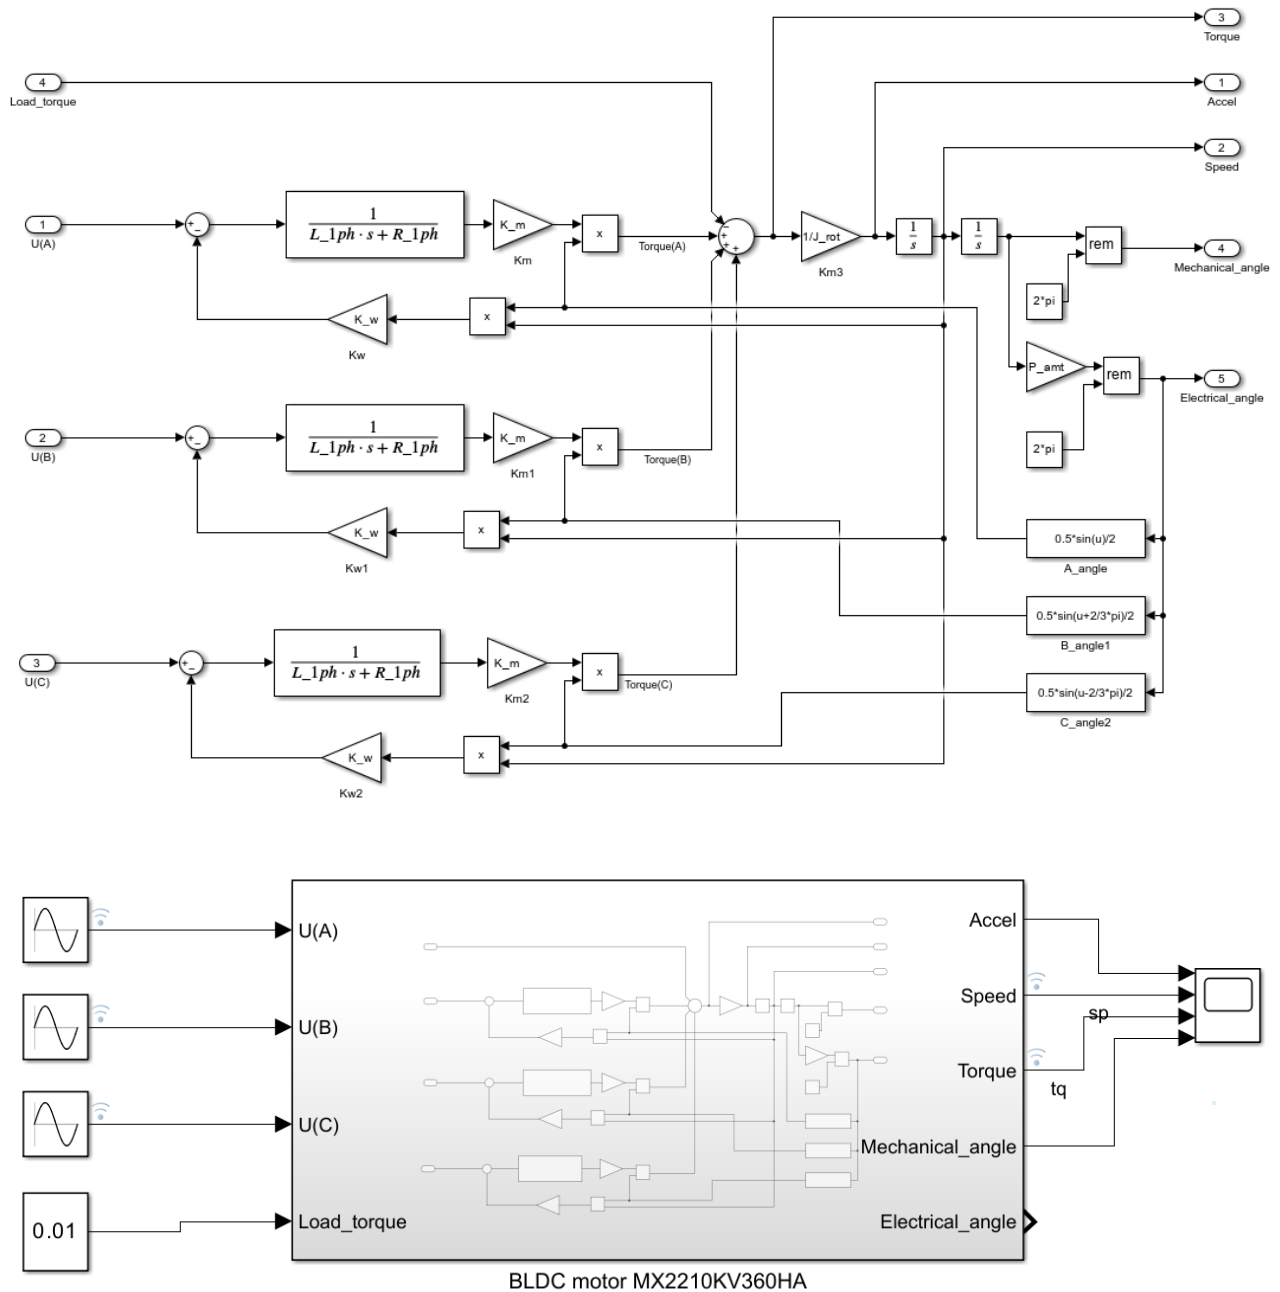 3
Torque
4
Load_torque
1
Accel
2
Speed
1
U(A)
+
−
1
L_1ph · s + R_1ph
K_m
Km
x
Torque(A)
+
+
+
+
1/J_rot
Km3
1
s
1
s
rem
4
Mechanical_angle
2*pi
x
K_w
Kw
P_amt
rem
5
Electrical_angle
2
U(B)
+
−
1
L_1ph · s + R_1ph
K_m
Km1
x
Torque(B)
2*pi
x
K_w
Kw1
0.5*sin(u)/2
A_angle
0.5*sin(u+2/3*pi)/2
B_angle1
3
U(C)
+
−
1
L_1ph · s + R_1ph
K_m
Km2
x
Torque(C)
0.5*sin(u-2/3*pi)/2
C_angle2
x
K_w
Kw2
U(A)
Accel
Speed
sp
U(B)
Torque
tq
U(C)
Mechanical_angle
0.01
Load_torque
Electrical_angle
BLDC motor MX2210KV360HA